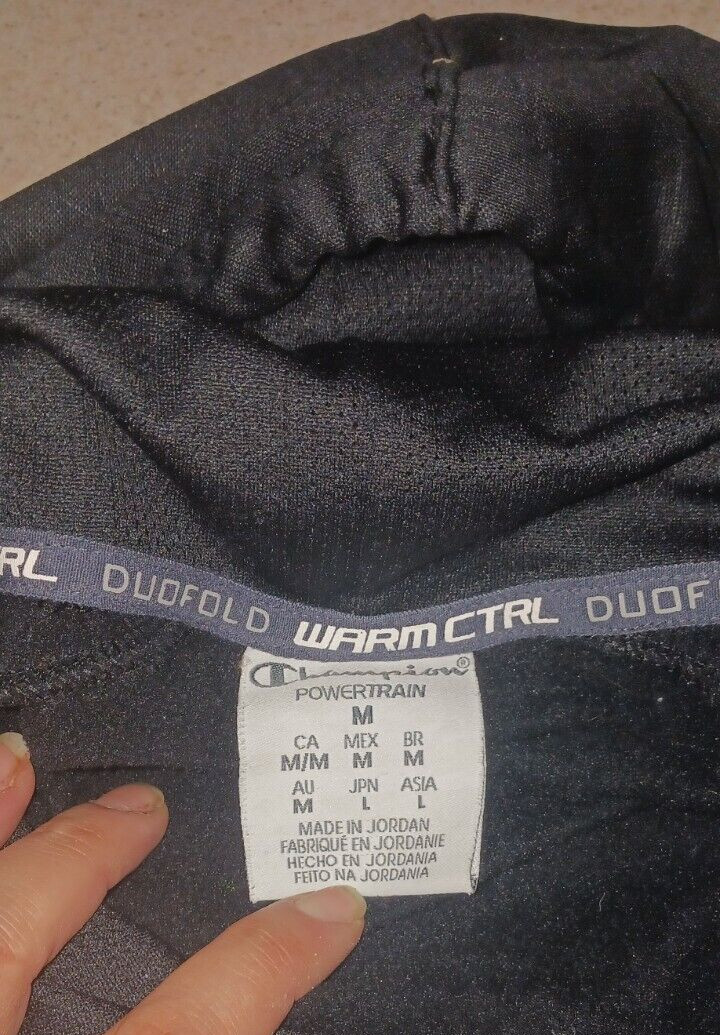 RL DUOFOLD WARM CTRL DUOF
Champion®
POWERTRAIN
M
CA MEX BR
M/M M M
AU JPN ASIA
M L L
MADE IN JORDAN
FABRIQUÉ EN JORDANIE
HECHO EN JORDANIA
FEITO NA JORDANIA